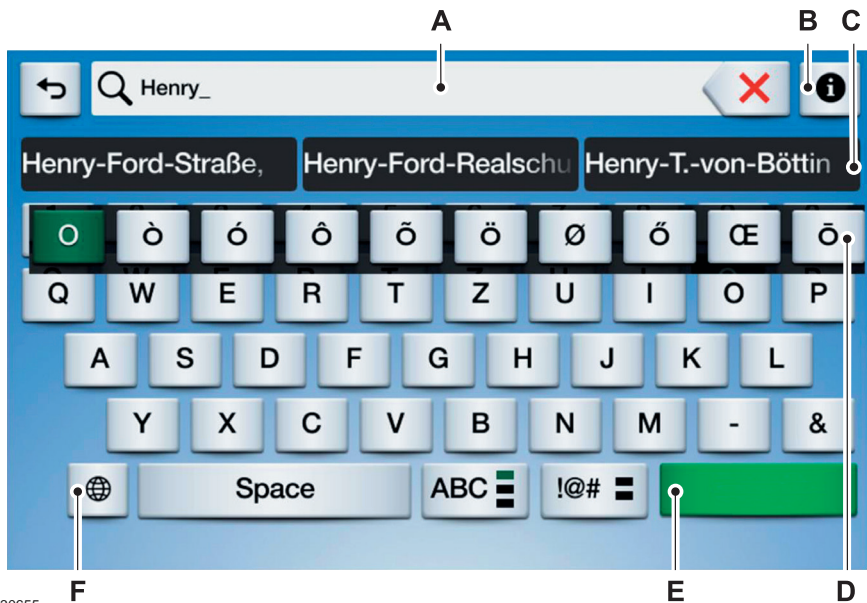 A B C
Henry_
Henry-Ford-Straße, Henry-Ford-Realschu Henry-T.-von-Böttin
O Ò Ó Ô Õ Ö Ø Ő Œ Ō
Q W E R T Z U I O P
A S D F G H J K L
Y X C V B N M - &
Space ABC !@#
F E D